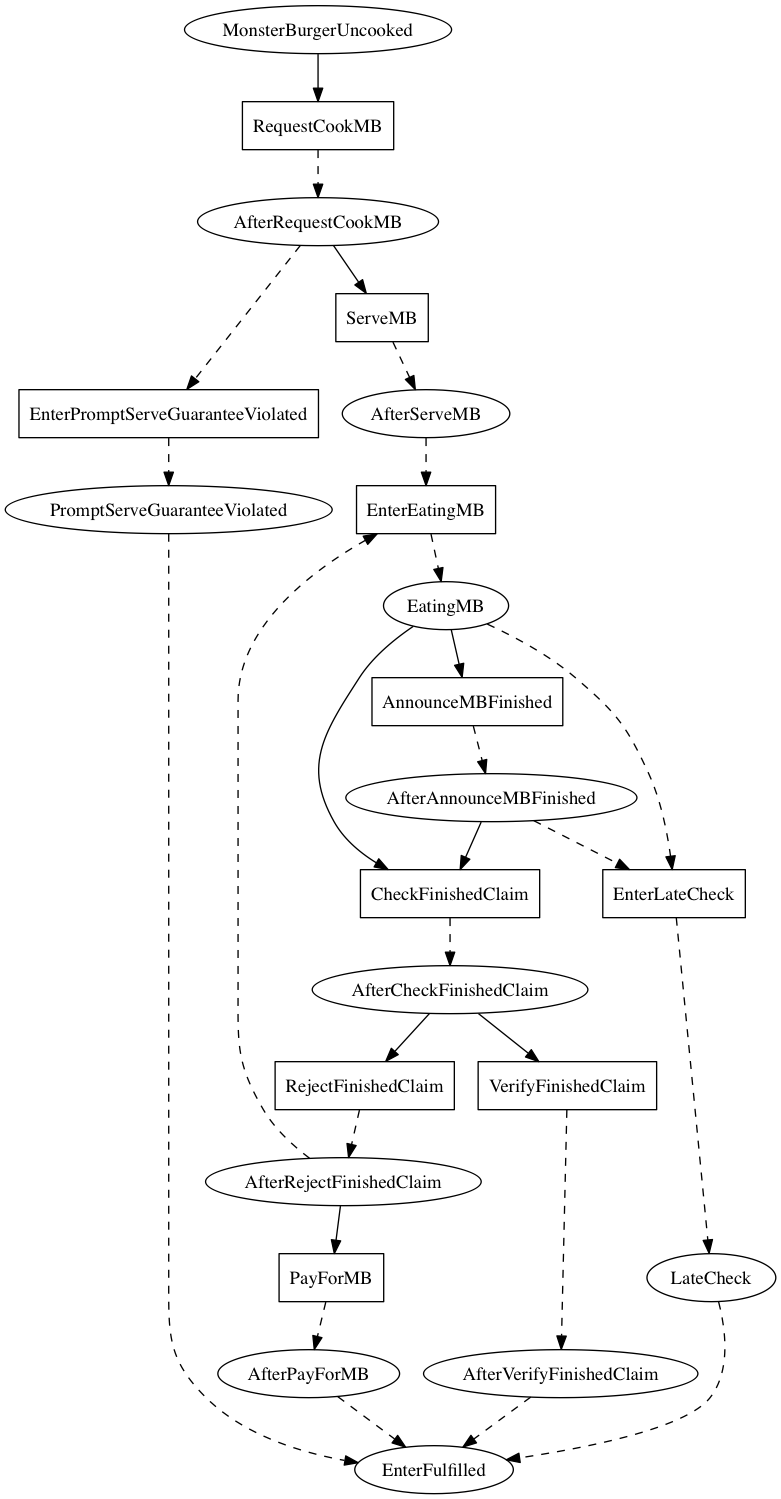 MonsterBurgerUncooked
RequestCookMB
AfterRequestCookMB
ServeMB
EnterPromptServeGuaranteeViolated
AfterServeMB
PromptServeGuaranteeViolated
EnterEatingMB
EatingMB
AnnounceMBFinished
AfterAnnounceMBFinished
CheckFinishedClaim
EnterLateCheck
AfterCheckFinishedClaim
RejectFinishedClaim
VerifyFinishedClaim
AfterRejectFinishedClaim
PayForMB
LateCheck
AfterPayForMB
AfterVerifyFinishedClaim
EnterFulfilled